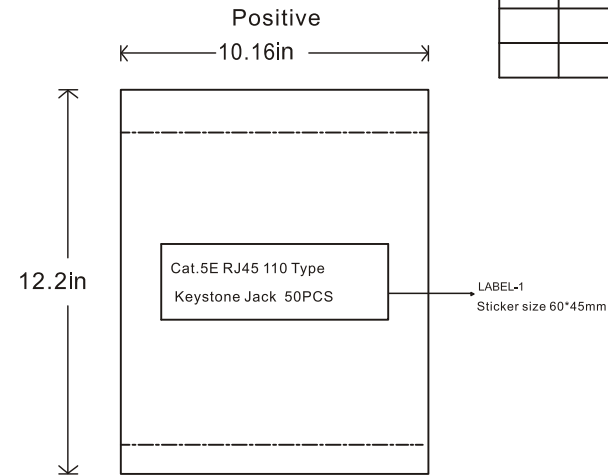 Positive
10.16in
12.2in
Cat.5E RJ45 110 Type
Keystone Jack 50PCS
LABEL-1
Sticker size 60*45mm